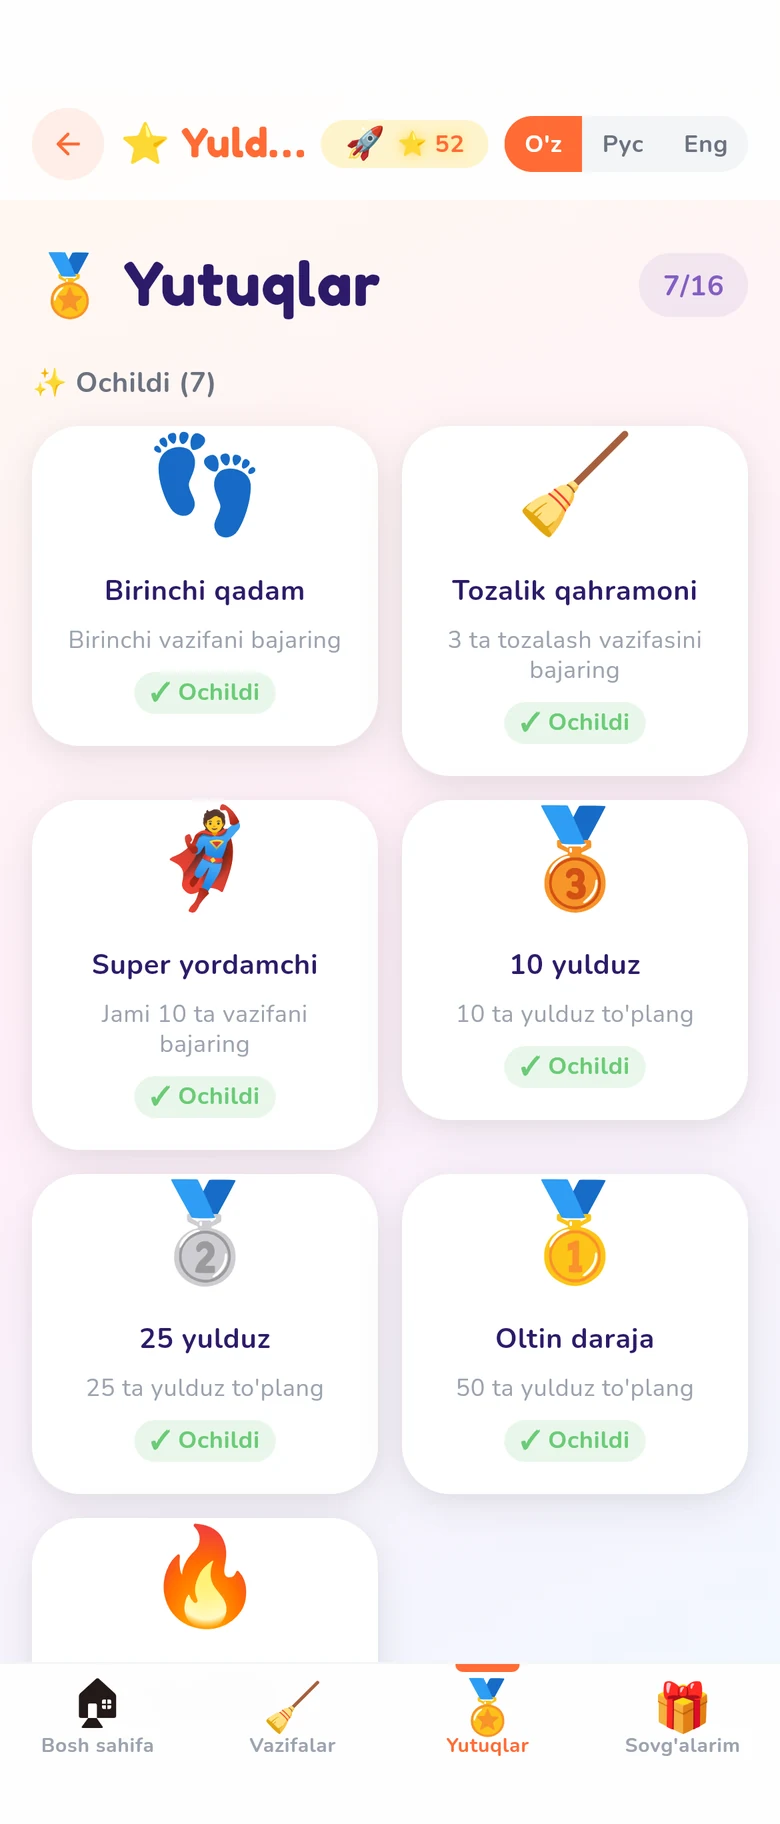 Yuld...
52
O'z
Рус
Eng
Yutuqlar
7/16
Ochildi (7)
Birinchi qadam
Birinchi vazifani bajaring
✓ Ochildi
Tozalik qahramoni
3 ta tozalash vazifasini
bajaring
✓ Ochildi
Super yordamchi
Jami 10 ta vazifani
bajaring
✓ Ochildi
3
10 yulduz
10 ta yulduz to'plang
✓ Ochildi
2
25 yulduz
25 ta yulduz to'plang
✓ Ochildi
1
Oltin daraja
50 ta yulduz to'plang
✓ Ochildi
Bosh sahifa
Vazifalar
Yutuqlar
Sovg'alarim